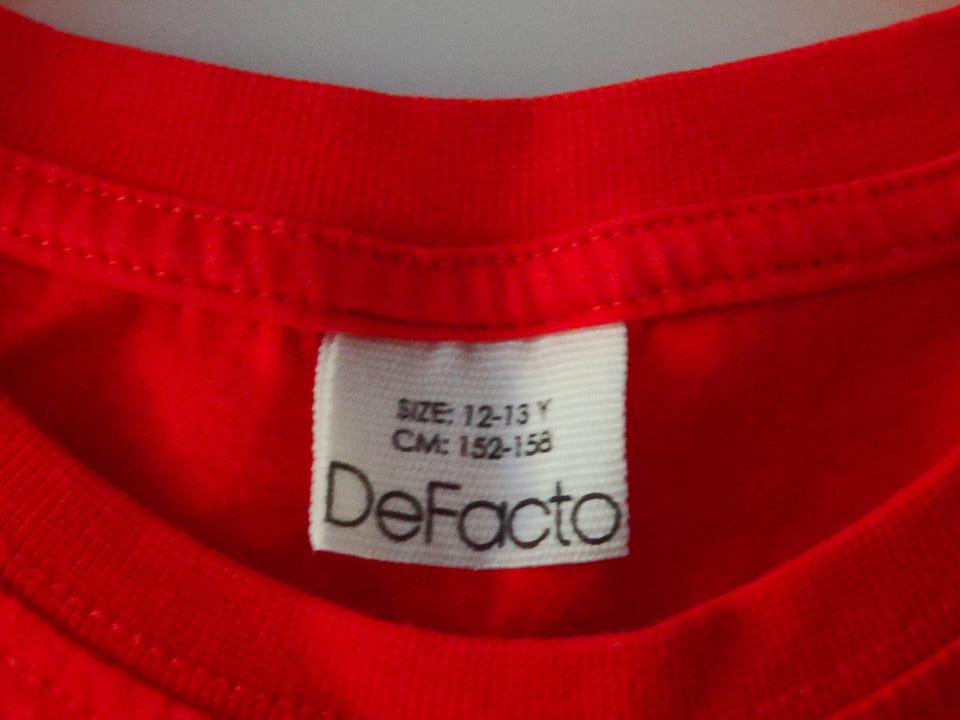 SIZE: 12-13 Y
CM: 152-158
DeFacto